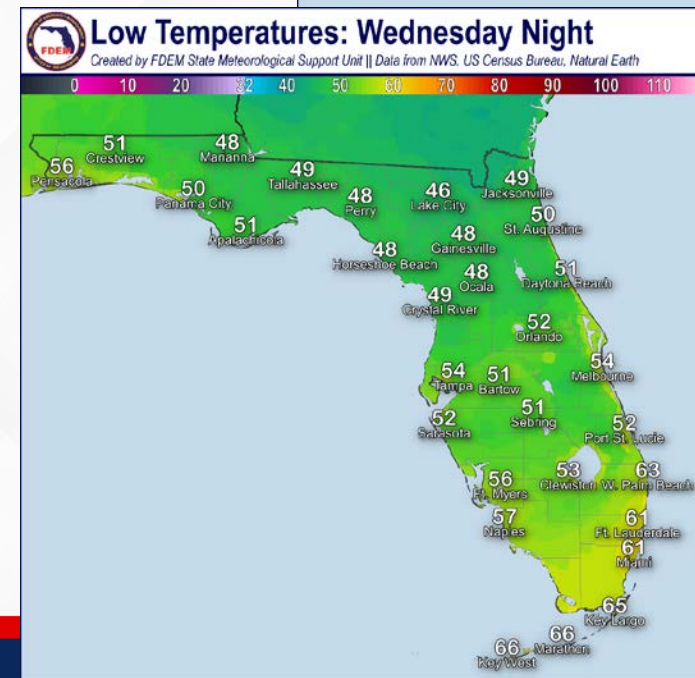 FDEM
Low Temperatures: Wednesday Night
Created by FDEM State Meteorological Support Unit || Data from NWS, US Census Bureau, Natural Earth
0 10 20 30 32 40 50 60 70 80 90 100 110
51
Crestview
48
Marianna
56
Pensacola
49
Tallahassee
50
Panama City
48
Perry
46
Lake City
49
Jacksonville
50
St. Augustine
51
Apalachicola
48
Gainesville
48
Horseshoe Beach
48
Ocala
51
Daytona Beach
49
Crystal River
52
Orlando
54
Melbourne
54
Tampa
51
Bartow
52
Sarasota
51
Sebring
52
Port St. Lucie
56
Ft. Myers
53
Clewiston
63
W. Palm Beach
57
Naples
61
Ft. Lauderdale
61
Miami
65
Key Largo
66
Marathon
66
Key West